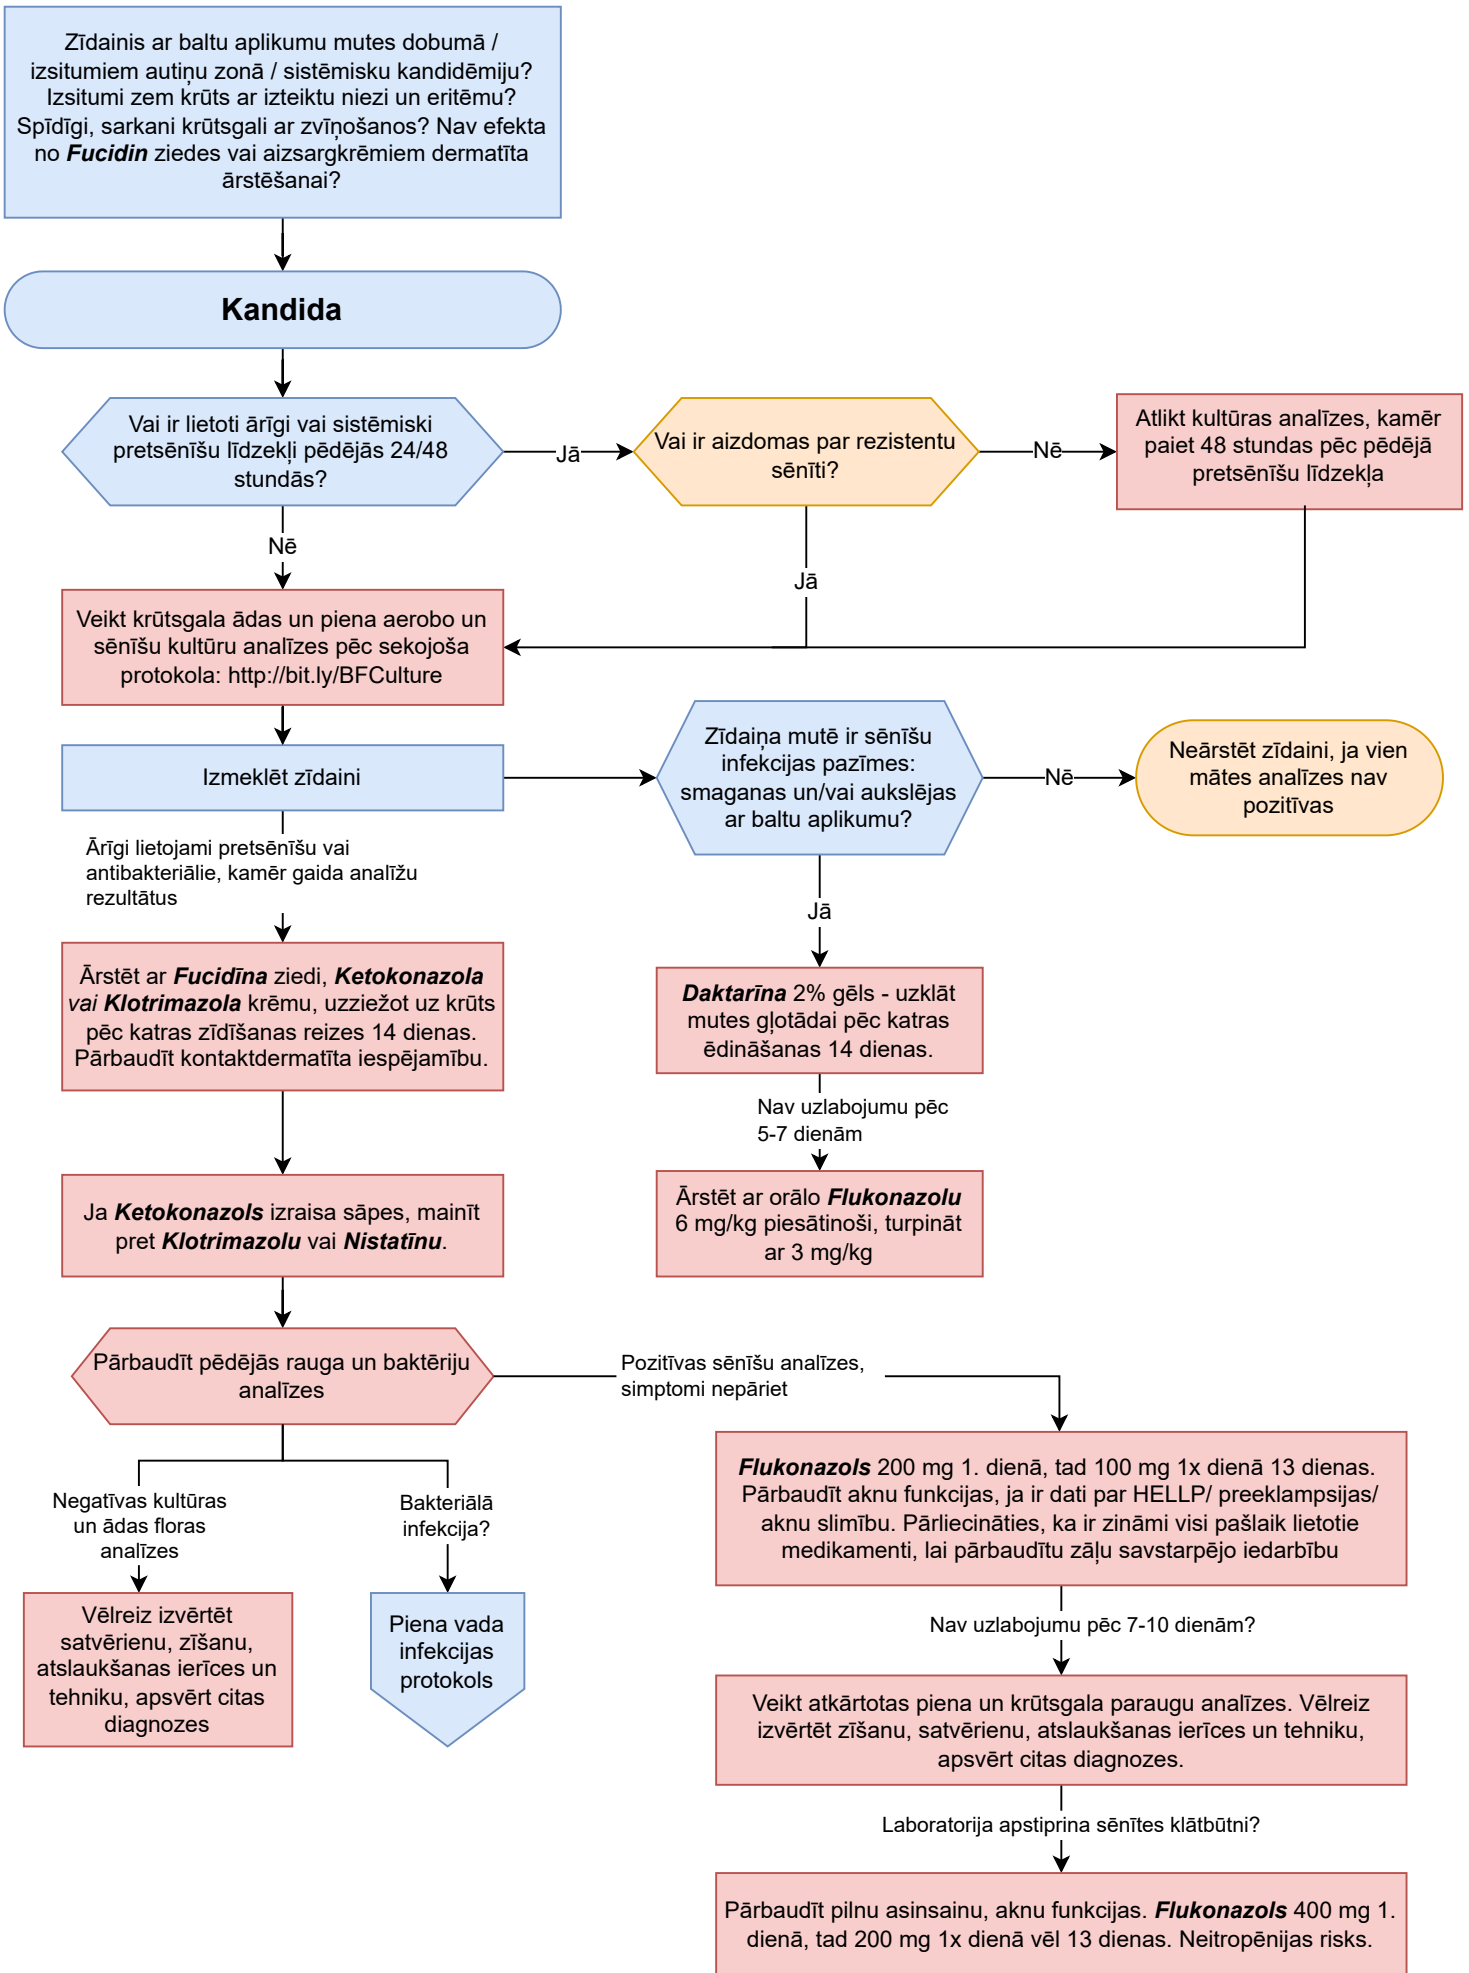 Zīdainis ar baltu aplikumu mutes dobumā /
izsitumiem autiņu zonā / sistēmisku kandidēmiju?
Izsitumi zem krūts ar izteiktu niezi un eritēmu?
Spīdīgi, sarkani krūtsgali ar zvīņošanos? Nav efekta
no Fucidin ziedes vai aizsargkrēmiem dermatīta
ārstēšanai?
Kandida
Vai ir lietoti ārīgi vai sistēmiski
pretsēnīšu līdzekļi pēdējās 24/48
stundās?
Jā
Vai ir aizdomas par rezistentu
sēnīti?
Nē
Atlikt kultūras analīzes, kamēr
paiet 48 stundas pēc pēdējā
pretsēnīšu līdzekļa
Nē
Jā
Veikt krūtsgala ādas un piena aerobo un
sēnīšu kultūru analīzes pēc sekojoša
protokola: http://bit.ly/BFCulture
Izmeklēt zīdaini
Zīdaiņa mutē ir sēnīšu
infekcijas pazīmes:
smaganas un/vai aukslējas
ar baltu aplikumu?
Nē
Neārstēt zīdaini, ja vien
mātes analīzes nav
pozitīvas
Ārīgi lietojami pretsēnīšu vai
antibakteriālie, kamēr gaida analīžu
rezultātus
Jā
Ārstēt ar Fucidīna ziedi, Ketokonazola
vai Klotrimazola krēmu, uzziežot uz krūts
pēc katras zīdīšanas reizes 14 dienas.
Pārbaudīt kontaktdermatīta iespējamību.
Daktarīna 2% gēls - uzklāt
mutes gļotādai pēc katras
ēdināšanas 14 dienas.
Nav uzlabojumu pēc
5-7 dienām
Ja Ketokonazols izraisa sāpes, mainīt
pret Klotrimazolu vai Nistatīnu.
Ārstēt ar orālo Flukonazolu
6 mg/kg piesātinoši, turpināt
ar 3 mg/kg
Pārbaudīt pēdējās rauga un baktēriju
analīzes
Pozitīvas sēnīšu analīzes,
simptomi nepāriet
Negatīvas kultūras
un ādas floras
analīzes
Bakteriālā
infekcija?
Flukonazols 200 mg 1. dienā, tad 100 mg 1x dienā 13 dienas.
Pārbaudīt aknu funkcijas, ja ir dati par HELLP/ preeklampsijas/
aknu slimību. Pārliecināties, ka ir zināmi visi pašlaik lietotie
medikamenti, lai pārbaudītu zāļu savstarpējo iedarbību
Vēlreiz izvērtēt
satvērienu, zīšanu,
atslaukšanas ierīces un
tehniku, apsvērt citas
diagnozes
Piena vada
infekcijas
protokols
Nav uzlabojumu pēc 7-10 dienām?
Veikt atkārtotas piena un krūtsgala paraugu analīzes. Vēlreiz
izvērtēt zīšanu, satvērienu, atslaukšanas ierīces un tehniku,
apsvērt citas diagnozes.
Laboratorija apstiprina sēnītes klātbūtni?
Pārbaudīt pilnu asinsainu, aknu funkcijas. Flukonazols 400 mg 1.
dienā, tad 200 mg 1x dienā vēl 13 dienas. Neitropēnijas risks.